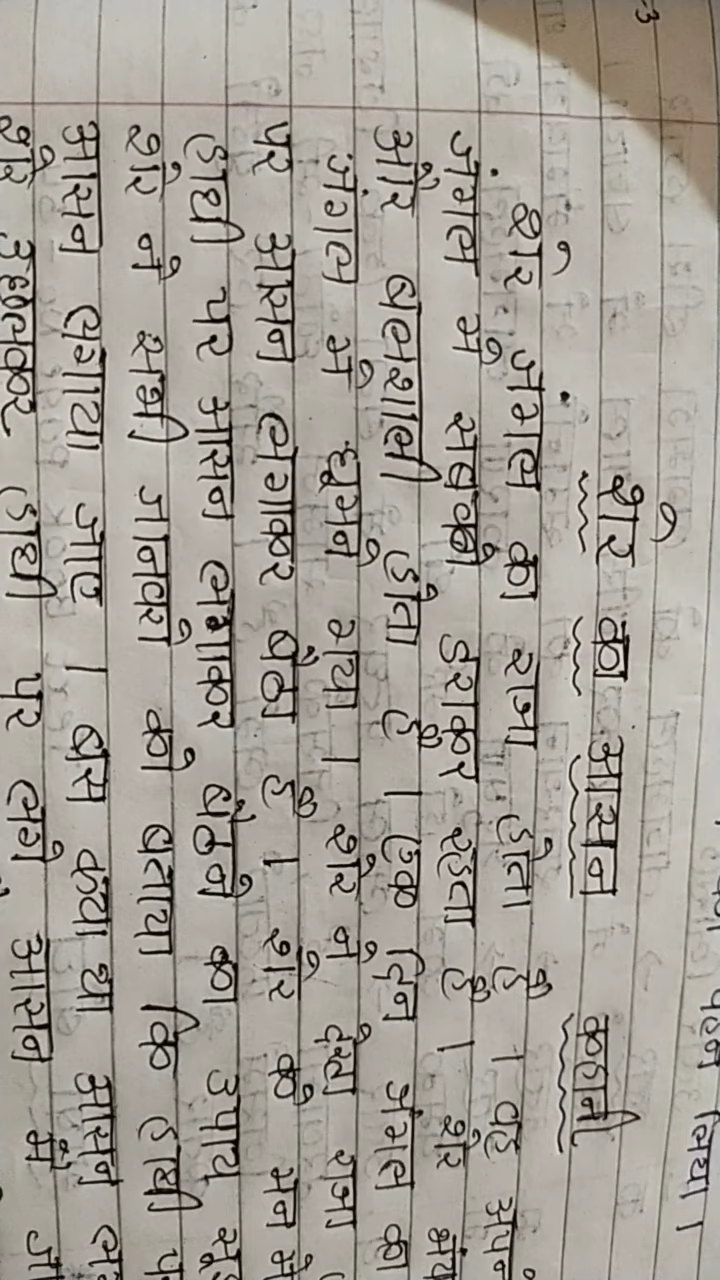 पहन लिया।
शेर का आसन कहानी
शेर जंगल का राजा होता है। वह अपने
जंगल में सबको डराकर रहता है। शेर
और बलशाली होता है। एक दिन जंगल का
जंगल में घूमने गया। शेर ने देखा राजा
पर आसन लगाकर बैठा है। शेर के मन में
हाथी पर आसन लगाकर बैठने का उपाय
शेर ने सभी जानवरों को बताया कि हाथी
आसन लगाया जाए। बस क्या था आसन
शेर उछलकर हाथी पर लगे आसन में